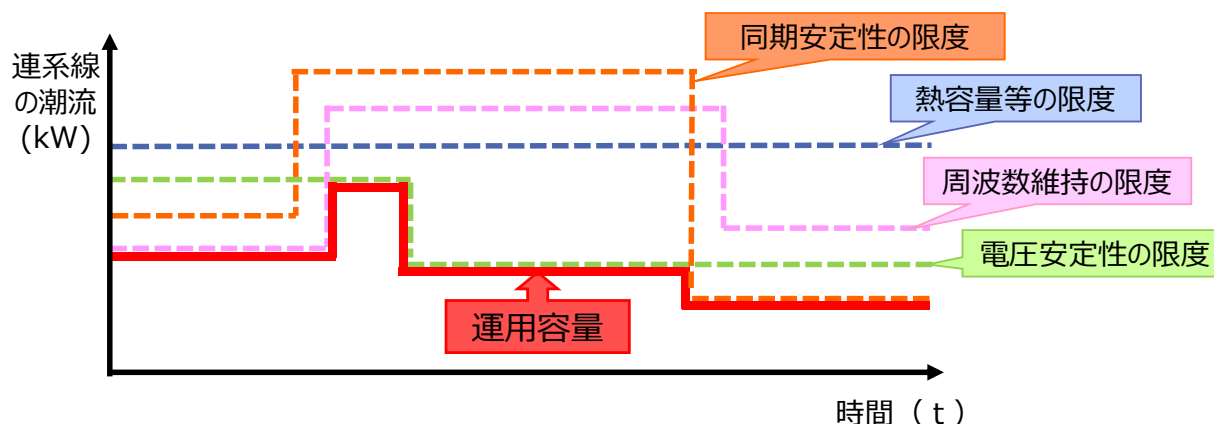 連系線
の潮流
(kW)
同期安定性の限度
熱容量等の限度
周波数維持の限度
電圧安定性の限度
運用容量
時間（ｔ）